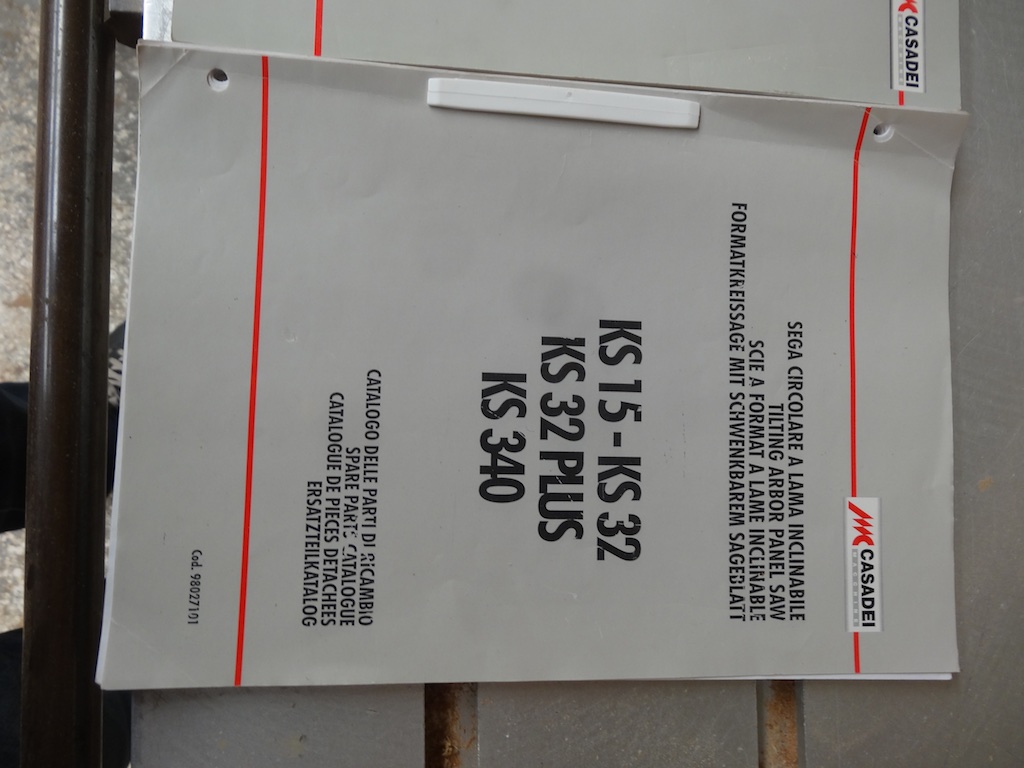 CASADEI
CASADEI
SEGA CIRCOLARE A LAMA INCLINABILE
TILTING ARBOR PANEL SAW
SCIE A FORMAT A LAME INCLINABLE
FORMATKREISSAGE MIT SCHWENKBAREM SAGEBLATT
KS 15 - KS 32
KS 32 PLUS
KS 340
CATALOGO DELLE PARTI DI RICAMBIO
SPARE PARTS CATALOGUE
CATALOGUE DE PIECES DETACHEES
ERSATZTEILKATALOG
Cod. 98027101